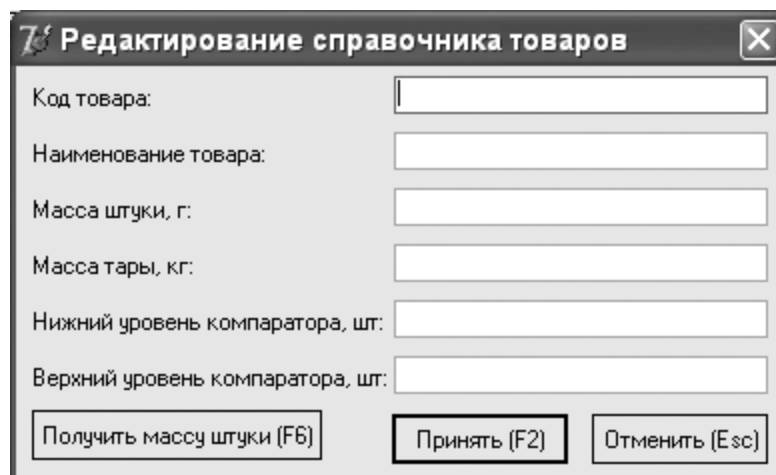 Редактирование справочника товаров
Код товара:
Наименование товара:
Масса штуки, г:
Масса тары, кг:
Нижний уровень компаратора, шт:
Верхний уровень компаратора, шт:
Получить массу штуки (F6) Принять (F2) Отменить (Esc)